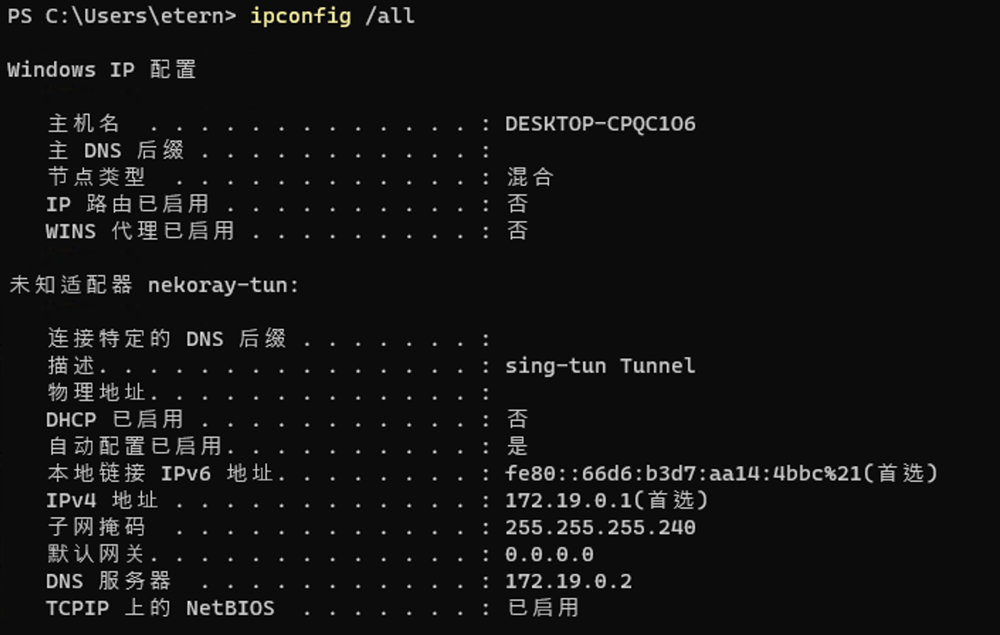 PS C:\Users\etern> ipconfig /all
Windows IP 配置
主机名 . . . . . . . . . . . . . : DESKTOP-CPQC1O6
主 DNS 后缀 . . . . . . . . . . . :
节点类型 . . . . . . . . . . . . : 混合
IP 路由已启用 . . . . . . . . . . : 否
WINS 代理已启用 . . . . . . . . . : 否
未知适配器 nekoray-tun:
连接特定的 DNS 后缀 . . . . . . . :
描述. . . . . . . . . . . . . . . : sing-tun Tunnel
物理地址. . . . . . . . . . . . . :
DHCP 已启用 . . . . . . . . . . . : 否
自动配置已启用. . . . . . . . . . : 是
本地链接 IPv6 地址. . . . . . . . : fe80::66d6:b3d7:aa14:4bbc%21(首选)
IPv4 地址 . . . . . . . . . . . . : 172.19.0.1(首选)
子网掩码 . . . . . . . . . . . . : 255.255.255.240
默认网关. . . . . . . . . . . . . : 0.0.0.0
DNS 服务器 . . . . . . . . . . . : 172.19.0.2
TCPIP 上的 NetBIOS . . . . . . . : 已启用